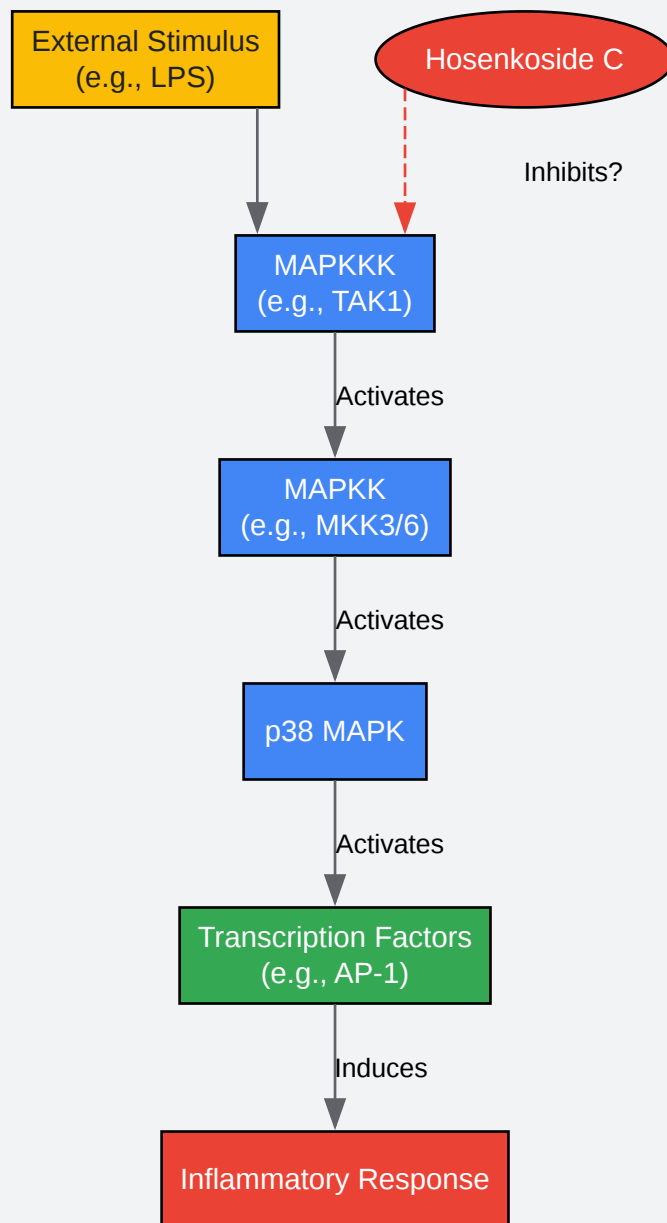 External Stimulus
(e.g., LPS)
Hosenkoside C
Inhibits?
MAPKKK
(e.g., TAK1)
Activates
MAPKK
(e.g., MKK3/6)
Activates
p38 MAPK
Activates
Transcription Factors
(e.g., AP-1)
Induces
Inflammatory Response